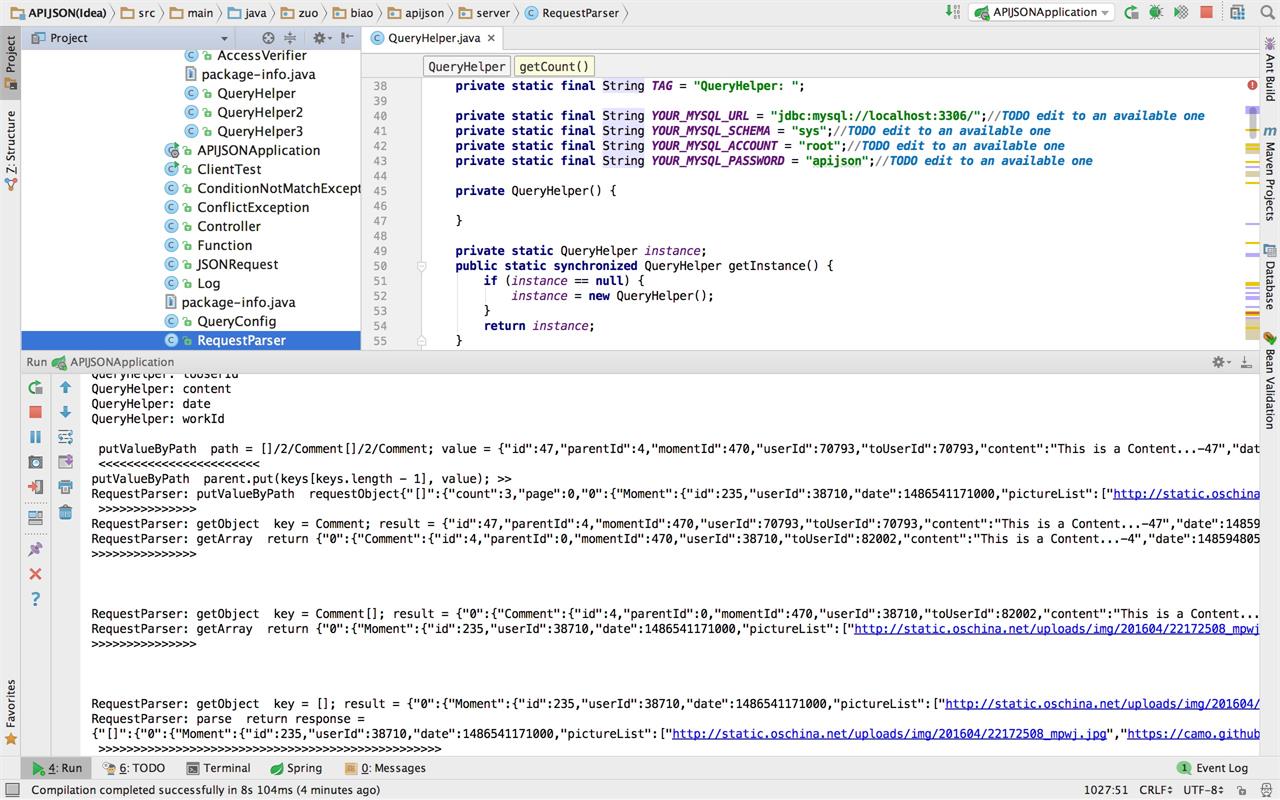 APIJSON(Idea) src main java zuo biao apijson server RequestParser APIJSONApplication
Project QueryHelper.java
QueryHelper getCount()
Project
Z: Structure
Favorites
Ant Build
Maven Projects
Database
Bean Validation
AccessVerifier
package-info.java
QueryHelper
QueryHelper2
QueryHelper3
APIJSONApplication
ClientTest
ConditionNotMatchExcept
ConflictException
Controller
Function
JSONRequest
Log
package-info.java
QueryConfig
RequestParser
38 private static final String TAG = "QueryHelper: ";
39
40 private static final String YOUR_MYSQL_URL = "jdbc:mysql://localhost:3306/";//TODO edit to an available one
41 private static final String YOUR_MYSQL_SCHEMA = "sys";//TODO edit to an available one
42 private static final String YOUR_MYSQL_ACCOUNT = "root";//TODO edit to an available one
43 private static final String YOUR_MYSQL_PASSWORD = "apijson";//TODO edit to an available one
44
45 private QueryHelper() {
46
47 }
48
49 private static QueryHelper instance;
50 public static synchronized QueryHelper getInstance() {
51 if (instance == null) {
52 instance = new QueryHelper();
53 }
54 return instance;
55 }
Run APIJSONApplication
QueryHelper: toUserId
QueryHelper: content
QueryHelper: date
QueryHelper: workId
putValueByPath path = []/2/Comment[]/2/Comment; value = {"id":47,"parentId":4,"momentId":470,"userId":70793,"toUserId":70793,"content":"This is a Content...-47","dat
<<<<<<<<<<<<<<<<<<<<<<<
putValueByPath parent.put(keys[keys.length - 1], value); >>
RequestParser: putValueByPath requestObject{"[]":{"count":3,"page":0,"0":{"Moment":{"id":235,"userId":38710,"date":1486541171000,"pictureList":["http://static.oschina
>>>>>>>>>>>>>>
RequestParser: getObject key = Comment; result = {"id":47,"parentId":4,"momentId":470,"userId":70793,"toUserId":70793,"content":"This is a Content...-47","date":14859
RequestParser: getArray return {"0":{"Comment":{"id":4,"parentId":0,"momentId":470,"userId":38710,"toUserId":82002,"content":"This is a Content...-4","date":148594805
>>>>>>>>>>>>>>>
RequestParser: getObject key = Comment[]; result = {"0":{"Comment":{"id":4,"parentId":0,"momentId":470,"userId":38710,"toUserId":82002,"content":"This is a Content...
RequestParser: getArray return {"0":{"Moment":{"id":235,"userId":38710,"date":1486541171000,"pictureList":["http://static.oschina.net/uploads/img/201604/22172508_mpwj
>>>>>>>>>>>>>>>
RequestParser: getObject key = []; result = {"0":{"Moment":{"id":235,"userId":38710,"date":1486541171000,"pictureList":["http://static.oschina.net/uploads/img/201604/
RequestParser: parse return response =
{"[]":{"0":{"Moment":{"id":235,"userId":38710,"date":1486541171000,"pictureList":["http://static.oschina.net/uploads/img/201604/22172508_mpwj.jpg","https://camo.github
>>>>>>>>>>>>>>>>>>>>>>>>>>>>>>>>>>>>>>>>>>>>>>>>>
4: Run 6: TODO Terminal Spring 0: Messages 1 Event Log
Compilation completed successfully in 8s 104ms (4 minutes ago) 1027:51 CRLF UTF-8